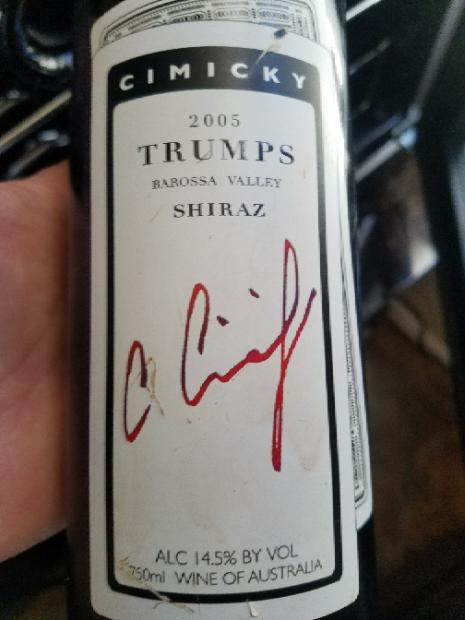 CIMICKY
2005
TRUMPS
BAROSSA VALLEY
SHIRAZ
ALC 14.5% BY VOL
750ml WINE OF AUSTRALIA